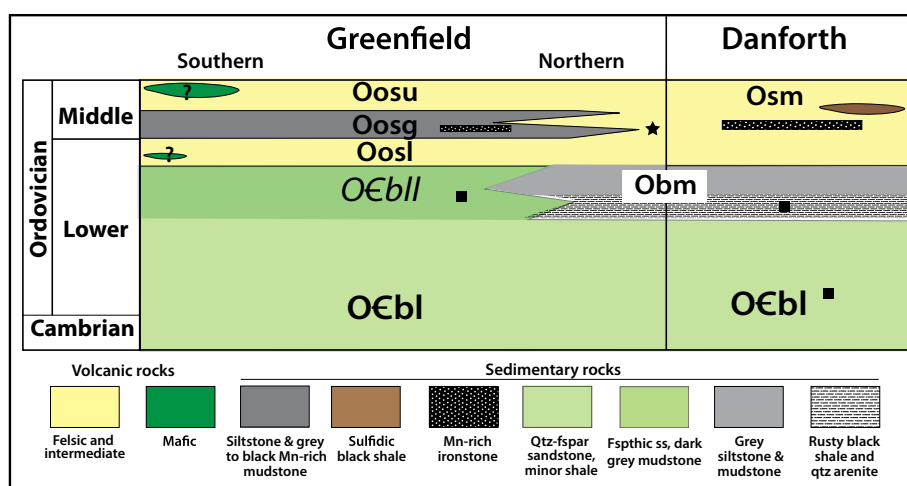 Greenfield
Danforth
Southern
Northern
Ordovician
Middle
Lower
Cambrian
?
Oosu
Oosg
?
Oosl
O€bll
O€bl
Osm
Obm
O€bl
Volcanic rocks
Sedimentary rocks
Felsic and
intermediate
Mafic
Siltstone & grey
to black Mn-rich
mudstone
Sulfidic
black shale
Mn-rich
ironstone
Qtz-fspar
sandstone,
minor shale
Fspthic ss, dark
grey mudstone
Grey
siltstone &
mudstone
Rusty black
shale and
qtz arenite